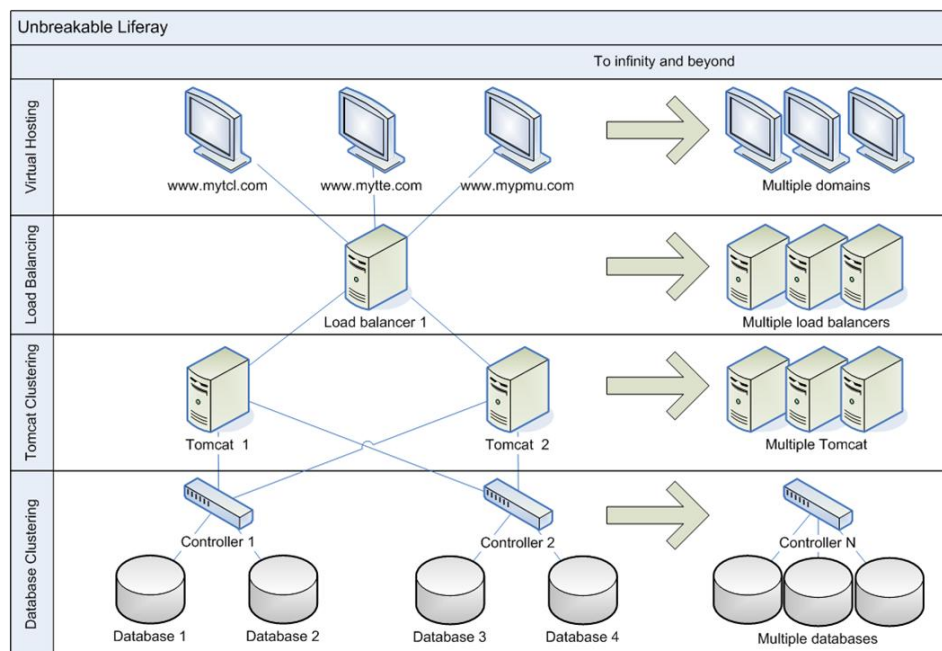 Unbreakable Liferay
To infinity and beyond
Virtual Hosting
www.mytcl.com
www.mytte.com
www.mypmu.com
Multiple domains
Load Balancing
Load balancer 1
Multiple load balancers
Tomcat Clustering
Tomcat 1
Tomcat 2
Multiple Tomcat
Database Clustering
Controller 1
Controller 2
Controller N
Database 1
Database 2
Database 3
Database 4
Multiple databases